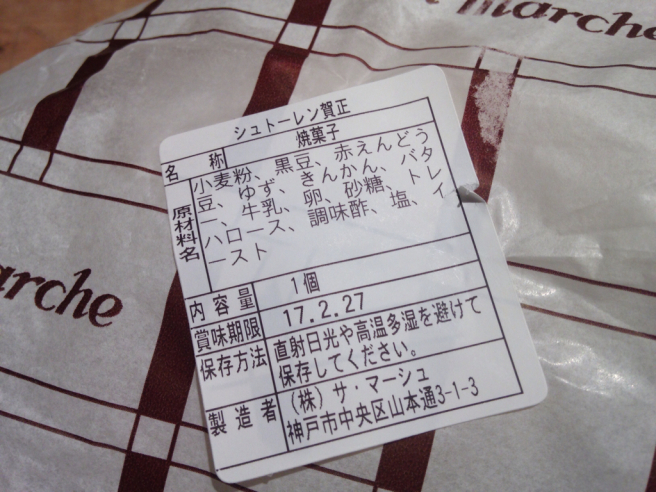 marche
シュトーレン賀正
名 称 焼菓子
原材料名 小麦粉、黒豆、赤えんどう
豆、ゆず、きんかん、バタ
ー、牛乳、卵、砂糖、トレ
ハロース、調味酢、塩、イ
ースト
内容量 1個
賞味期限 17.2.27
保存方法 直射日光や高温多湿を避けて
保存してください。
製造者 (株)サ・マーシュ
神戸市中央区山本通3-1-3
arche